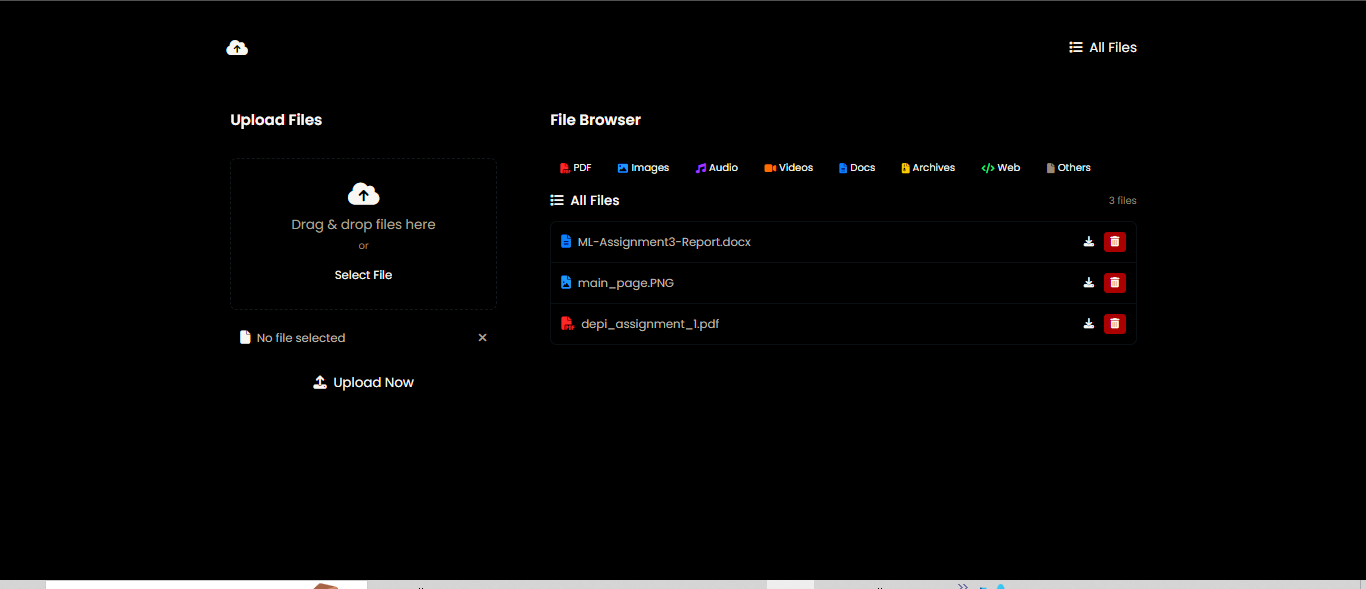 All Files
Upload Files
File Browser
Drag & drop files here
or
Select File
No file selected
Upload Now
PDF Images Audio Videos Docs Archives Web Others
All Files 3 files
ML-Assignment3-Report.docx
main_page.PNG
depi_assignment_1.pdf